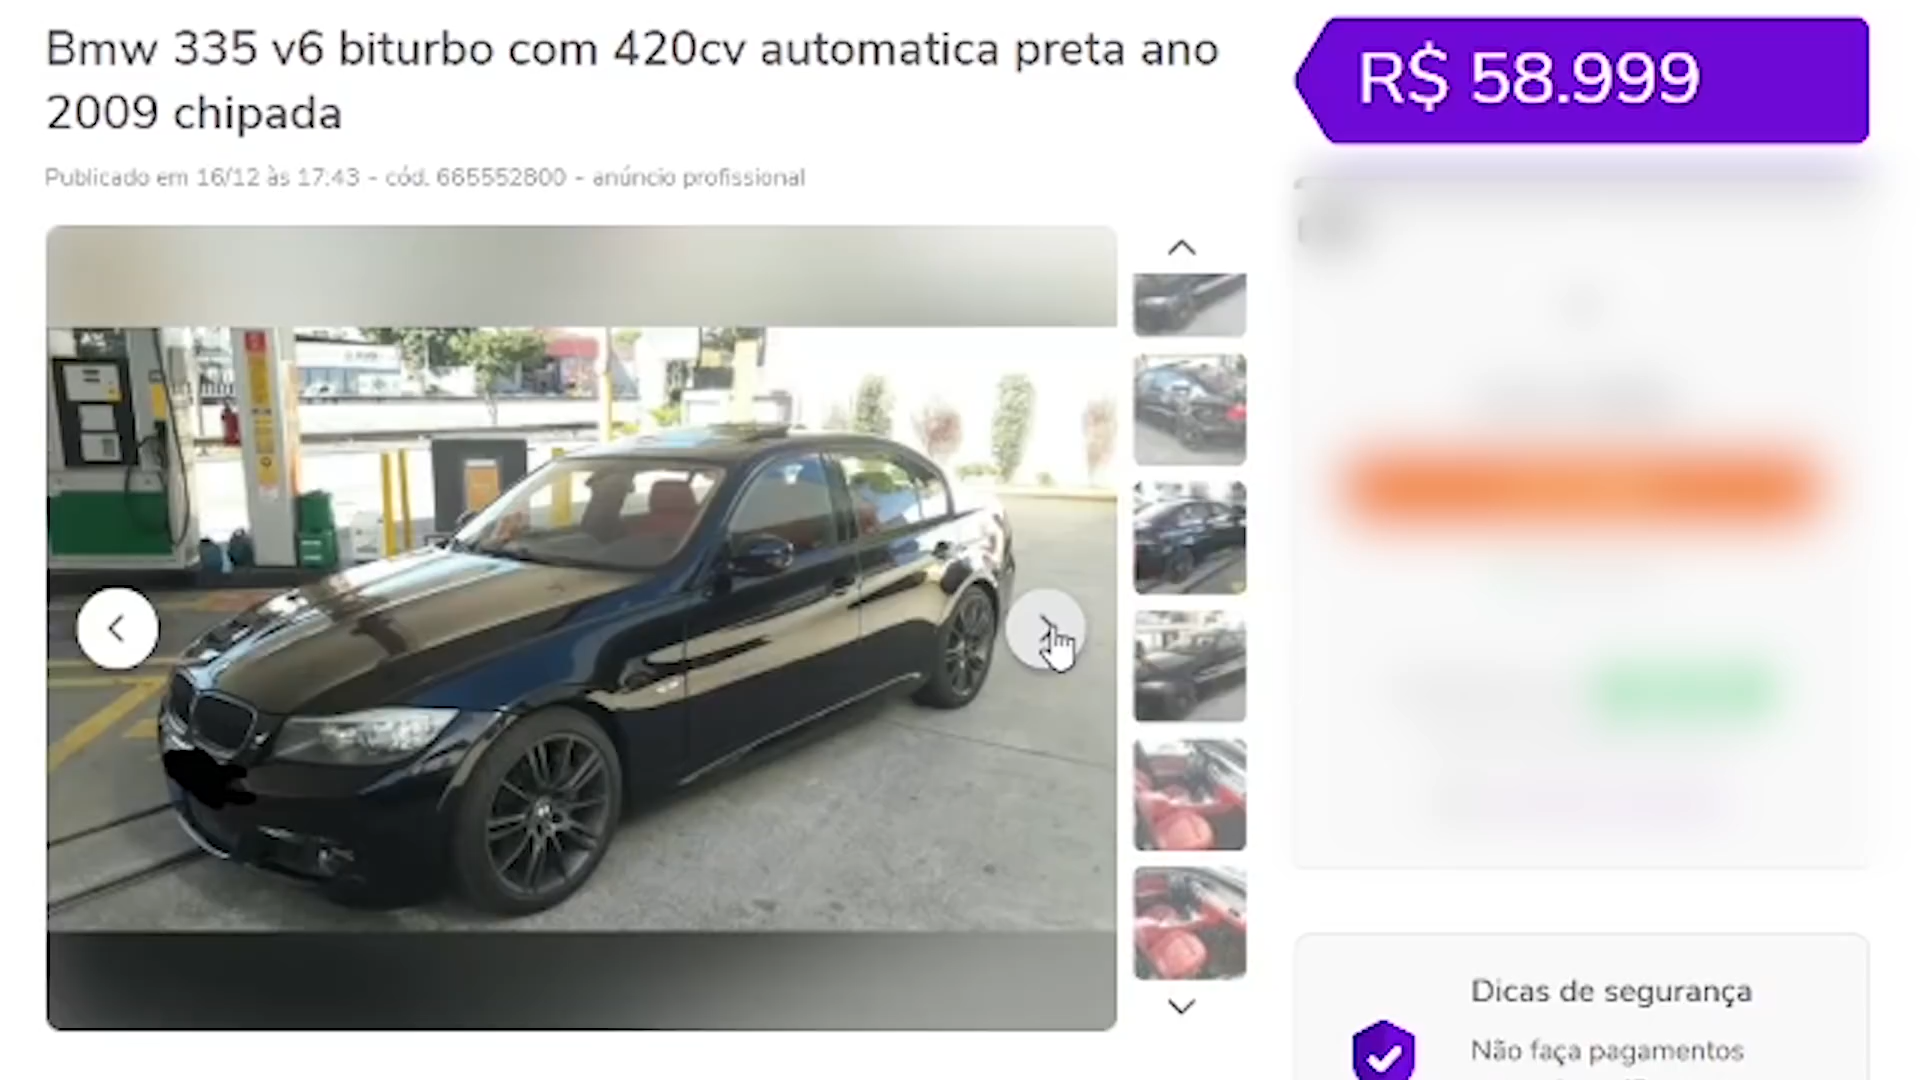 Bmw 335 v6 biturbo com 420cv automatica preta ano
2009 chipada
Publicado em 16/12 às 17:43 - cód. 665552800 - anúncio profissional
R$ 58.999
Dicas de segurança
Não faça pagamentos